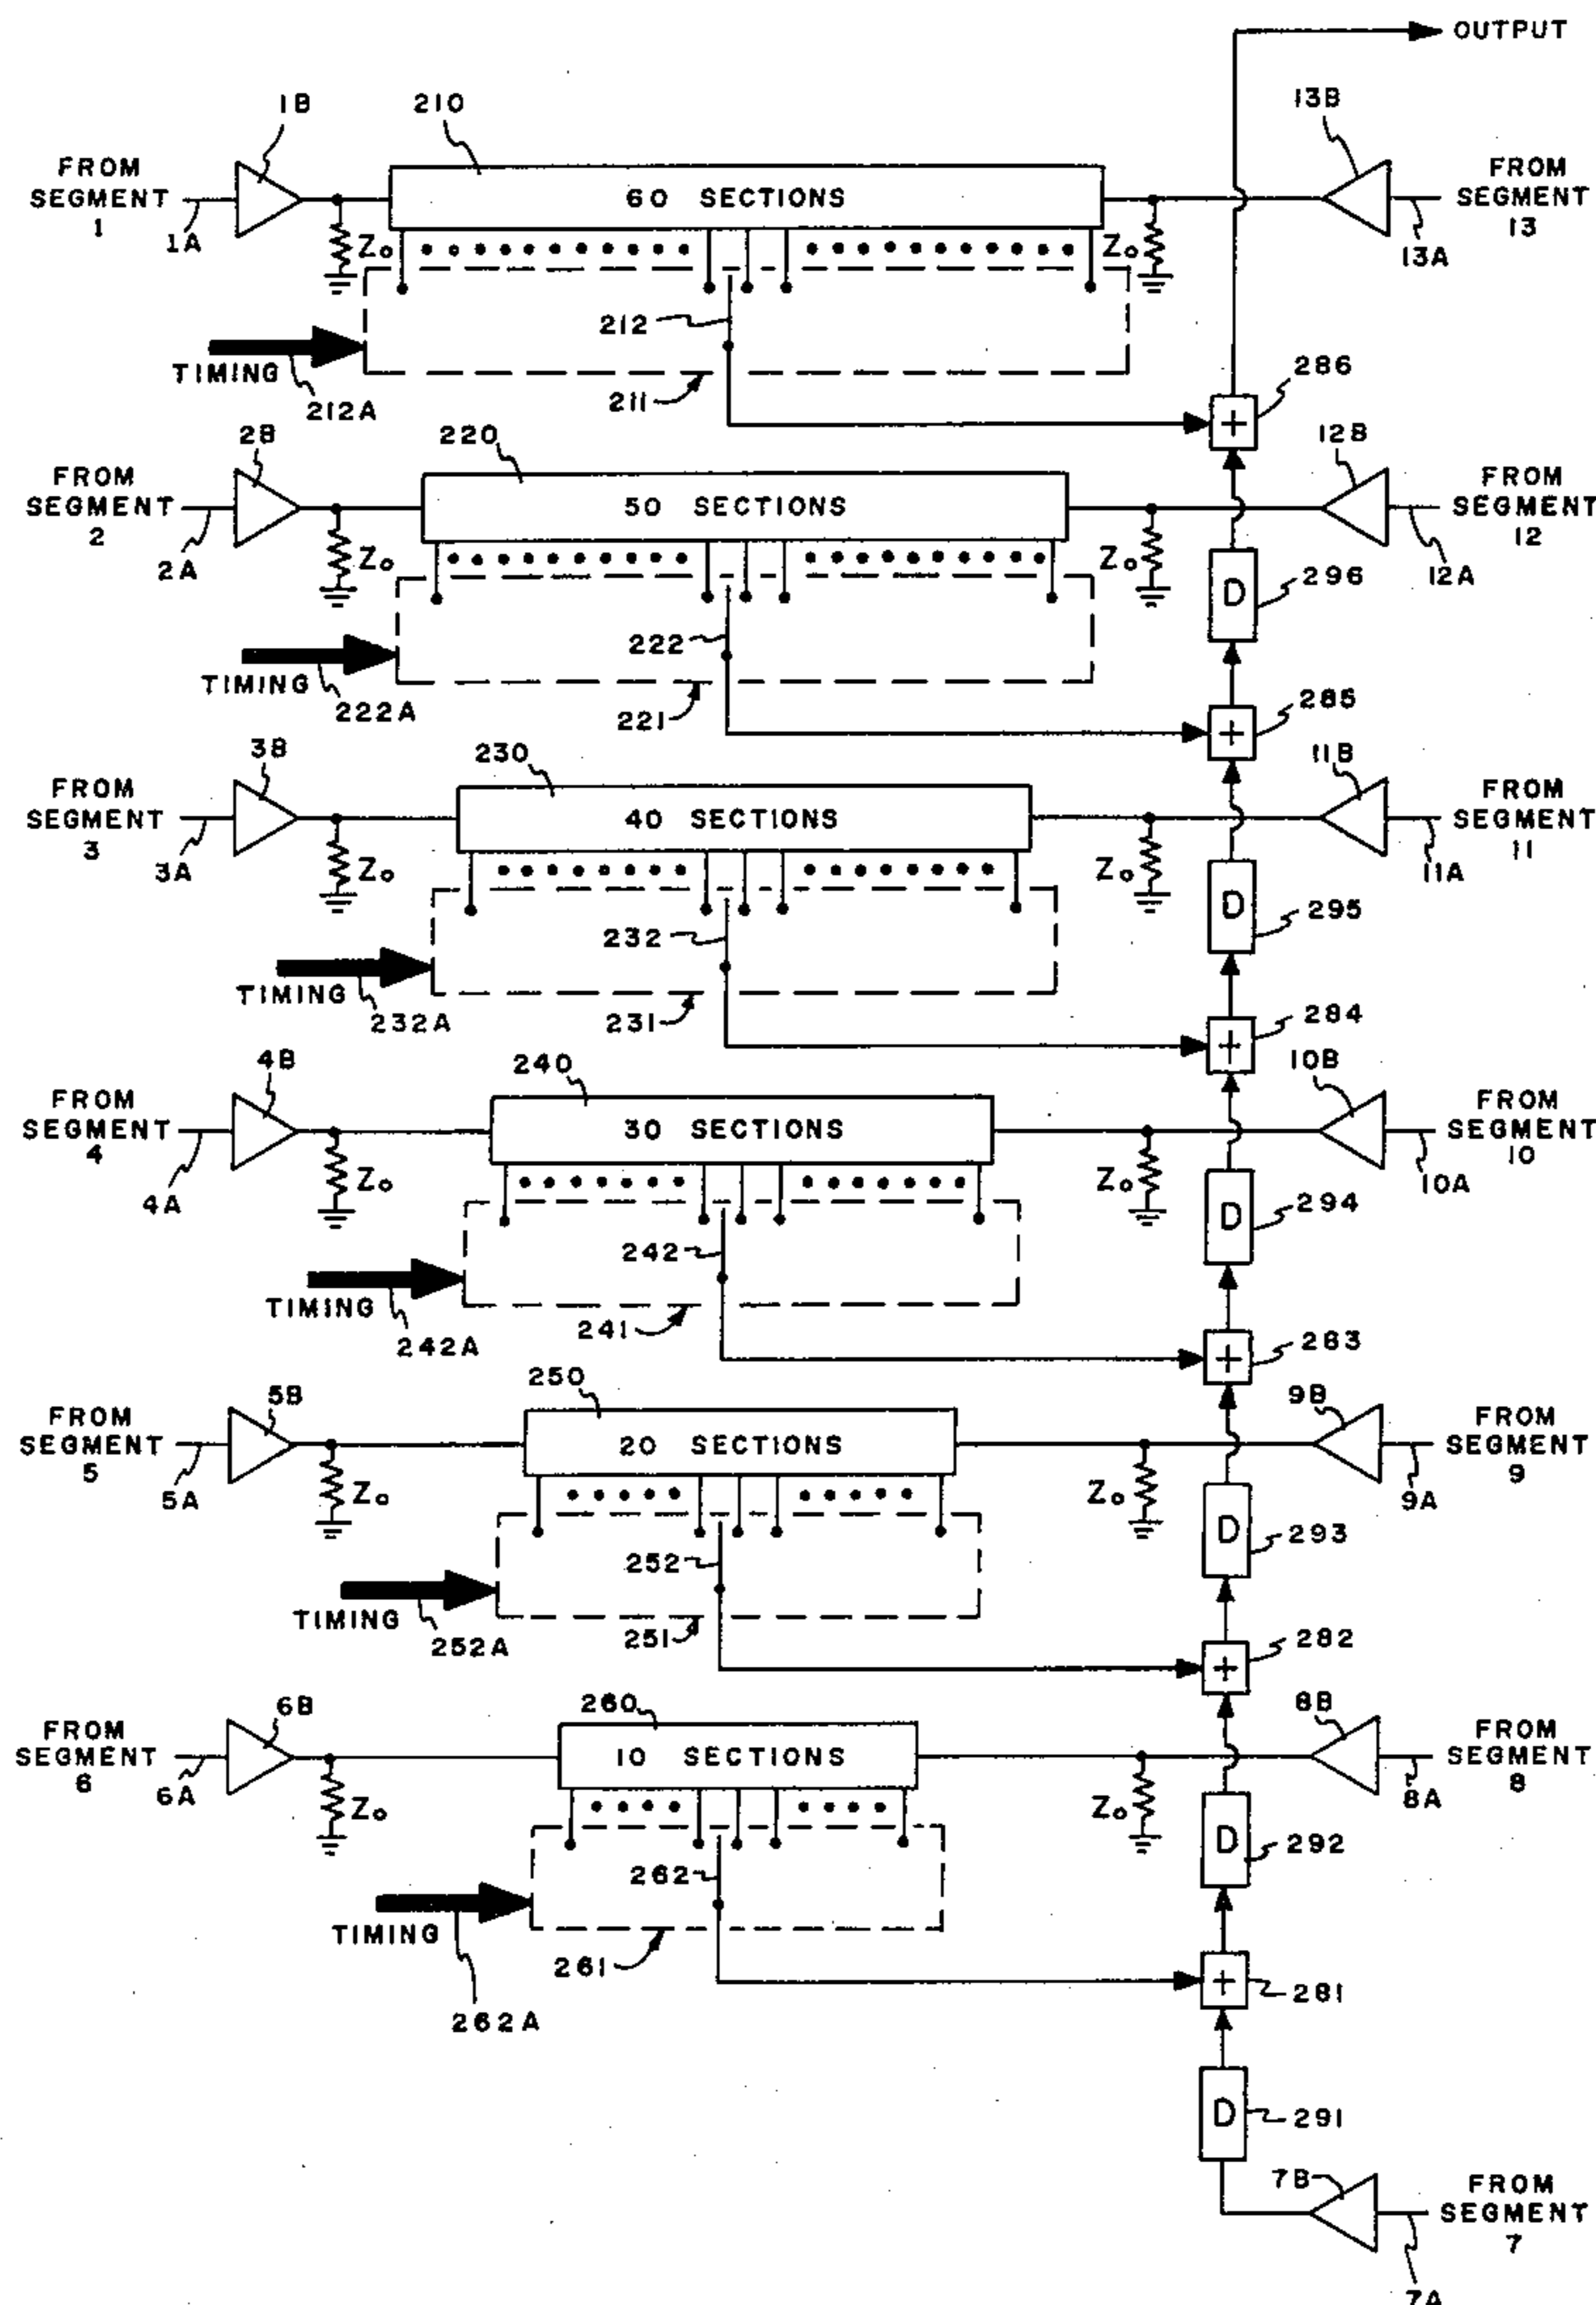 OUTPUT
1B
210
13B
FROM
SEGMENT
1
1A
60 SECTIONS
FROM
SEGMENT
13
13A
Zo
Zo
212
TIMING
212A
211
286
2B
220
12B
FROM
SEGMENT
2
2A
50 SECTIONS
FROM
SEGMENT
12
12A
Zo
Zo
D
296
222
TIMING
222A
221
285
3B
230
11B
FROM
SEGMENT
3
3A
40 SECTIONS
FROM
SEGMENT
11
11A
Zo
Zo
D
295
232
TIMING
232A
231
284
4B
240
10B
FROM
SEGMENT
4
4A
30 SECTIONS
FROM
SEGMENT
10
10A
Zo
Zo
D
294
242
TIMING
242A
241
283
5B
250
9B
FROM
SEGMENT
5
5A
20 SECTIONS
FROM
SEGMENT
9
9A
Zo
Zo
D
293
252
TIMING
252A
251
282
6B
260
8B
FROM
SEGMENT
6
6A
10 SECTIONS
FROM
SEGMENT
8
8A
Zo
Zo
D
292
262
TIMING
262A
261
281
D
291
7B
FROM
SEGMENT
7
7A